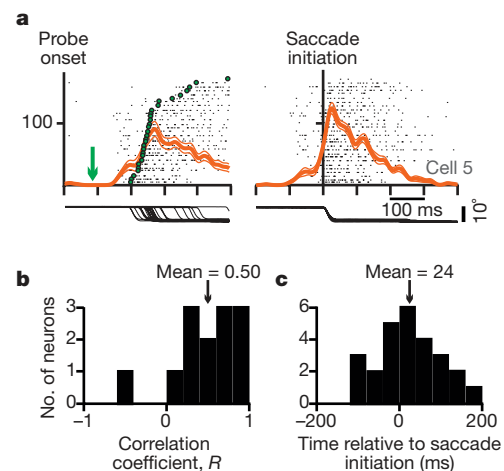 a
Probe onset
Saccade initiation
100
Cell 5
100 ms
10°
b
Mean = 0.50
No. of neurons
3
2
1
0
−1
0
1
Correlation coefficient, R
c
Mean = 24
6
4
2
0
−200
0
200
Time relative to saccade initiation (ms)